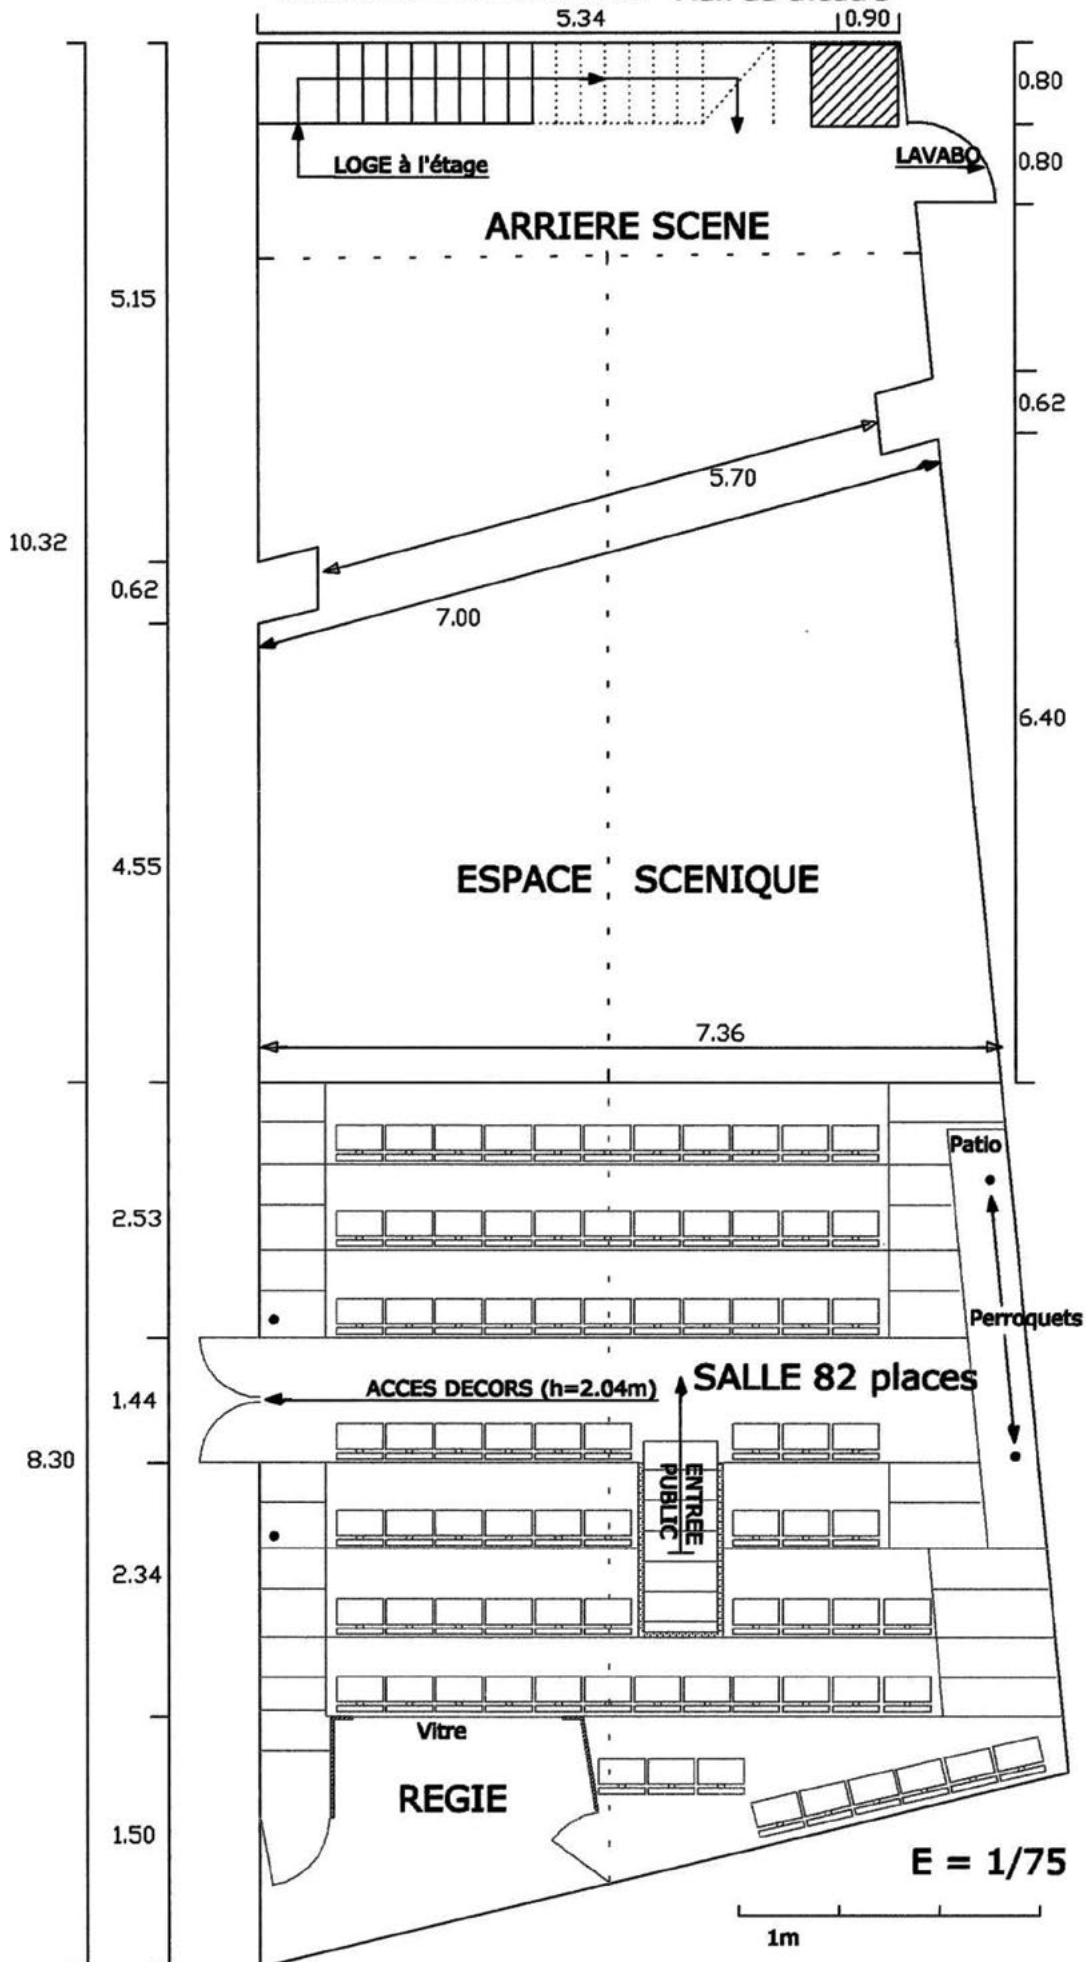 5.34
0.90
0.80
LOGE à l'étage
LAVABO
0.80
ARRIERE SCENE
5.15
0.62
5.70
10.32
0.62
7.00
6.40
4.55
ESPACE SCENIQUE
7.36
Patio
2.53
Perroquets
SALLE 82 places
ACCES DECORS (h=2.04m)
1.44
8.30
ENTREE
PUBLIC
2.34
Vitre
REGIE
1.50
E = 1/75
1m